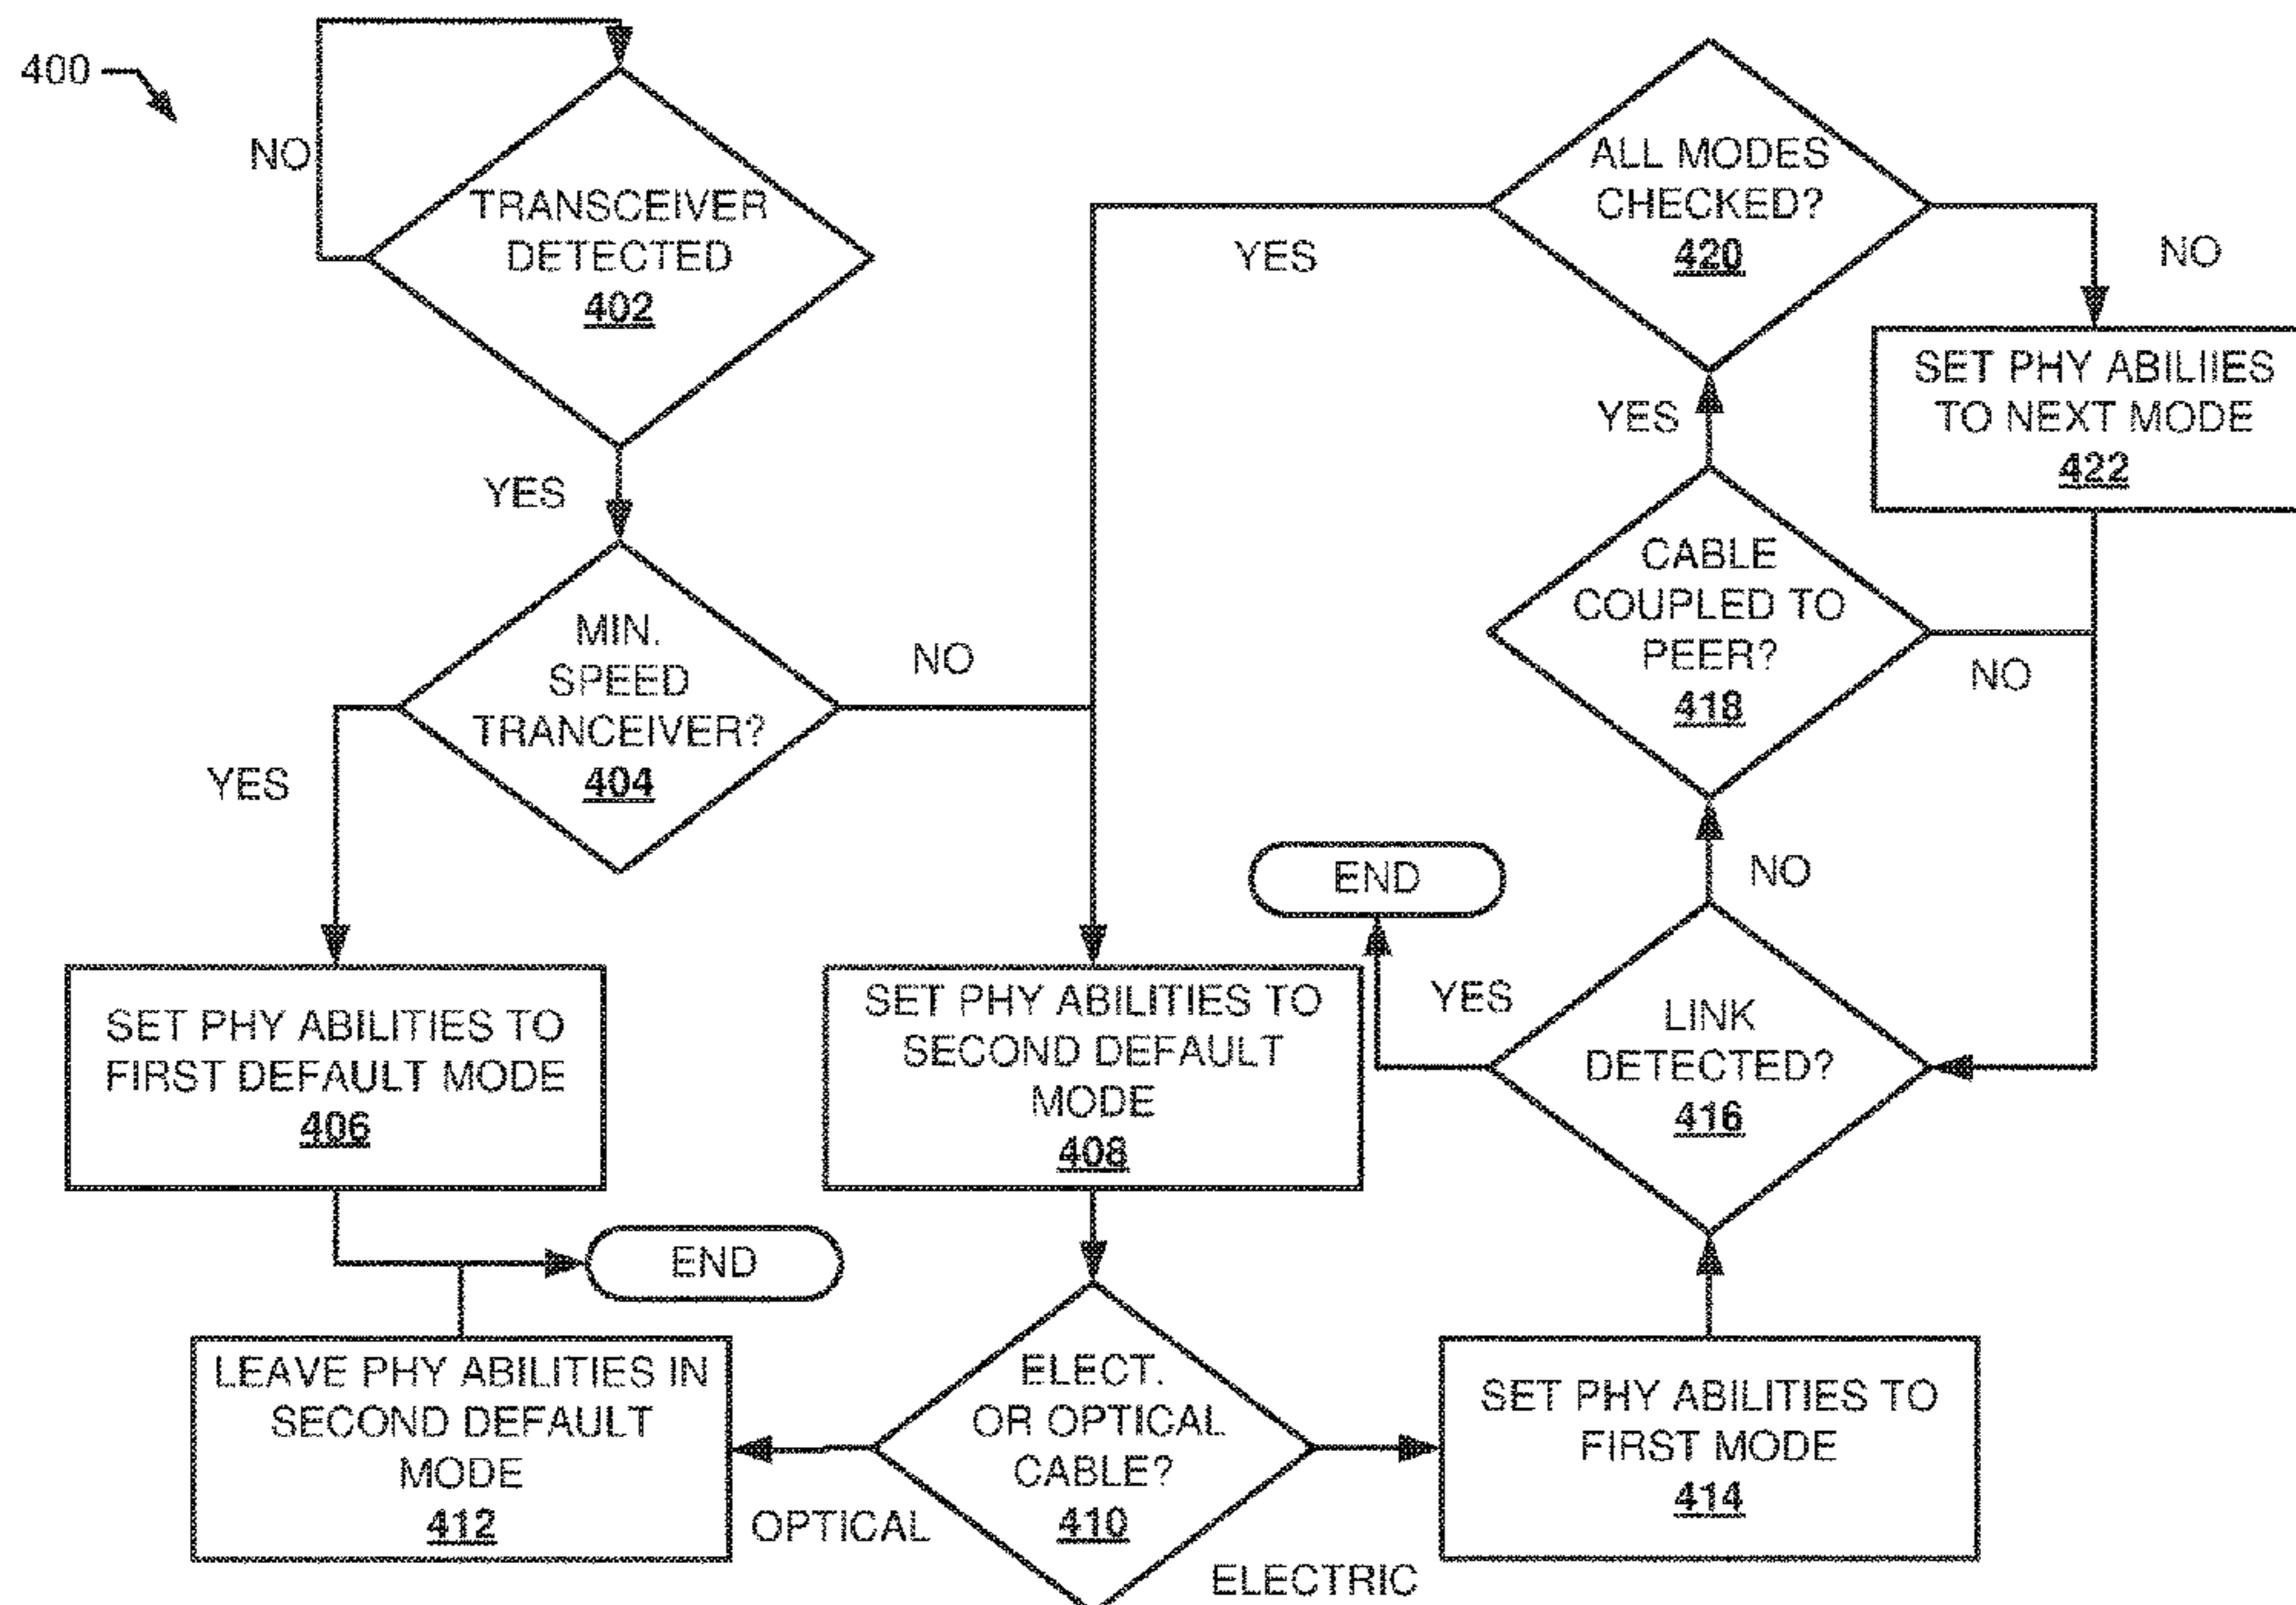 400
NO
TRANSCEIVER
DETECTED
402
YES
MIN.
SPEED
TRANCEIVER?
404
NO
YES
SET PHY ABILITIES TO
FIRST DEFAULT MODE
406
END
SET PHY ABILITIES TO
SECOND DEFAULT
MODE
408
ELECT.
OR OPTICAL
CABLE?
410
OPTICAL
LEAVE PHY ABILITIES IN
SECOND DEFAULT
MODE
412
ELECTRIC
SET PHY ABILITIES TO
FIRST MODE
414
LINK
DETECTED?
416
YES
END
NO
CABLE
COUPLED TO
PEER?
418
NO
YES
ALL MODES
CHECKED?
420
YES
NO
SET PHY ABILIIES
TO NEXT MODE
422